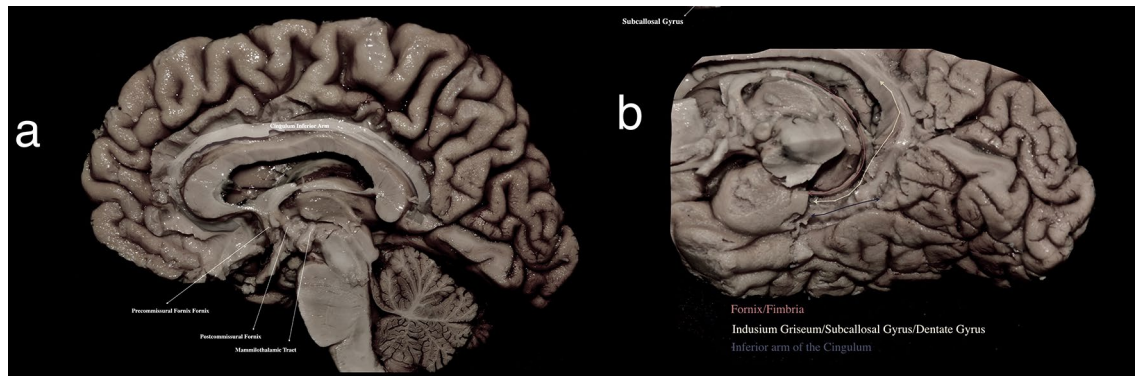 a
Cingulum Inferior Arm
Precommissural Fornix Fornix
Postcommissural Fornix
Mammilothalamic Tract
Subcallosal Gyrus
b
Fornix/Fimbria
Indusium Griseum/Subcallosal Gyrus/Dentate Gyrus
Inferior arm of the Cingulum